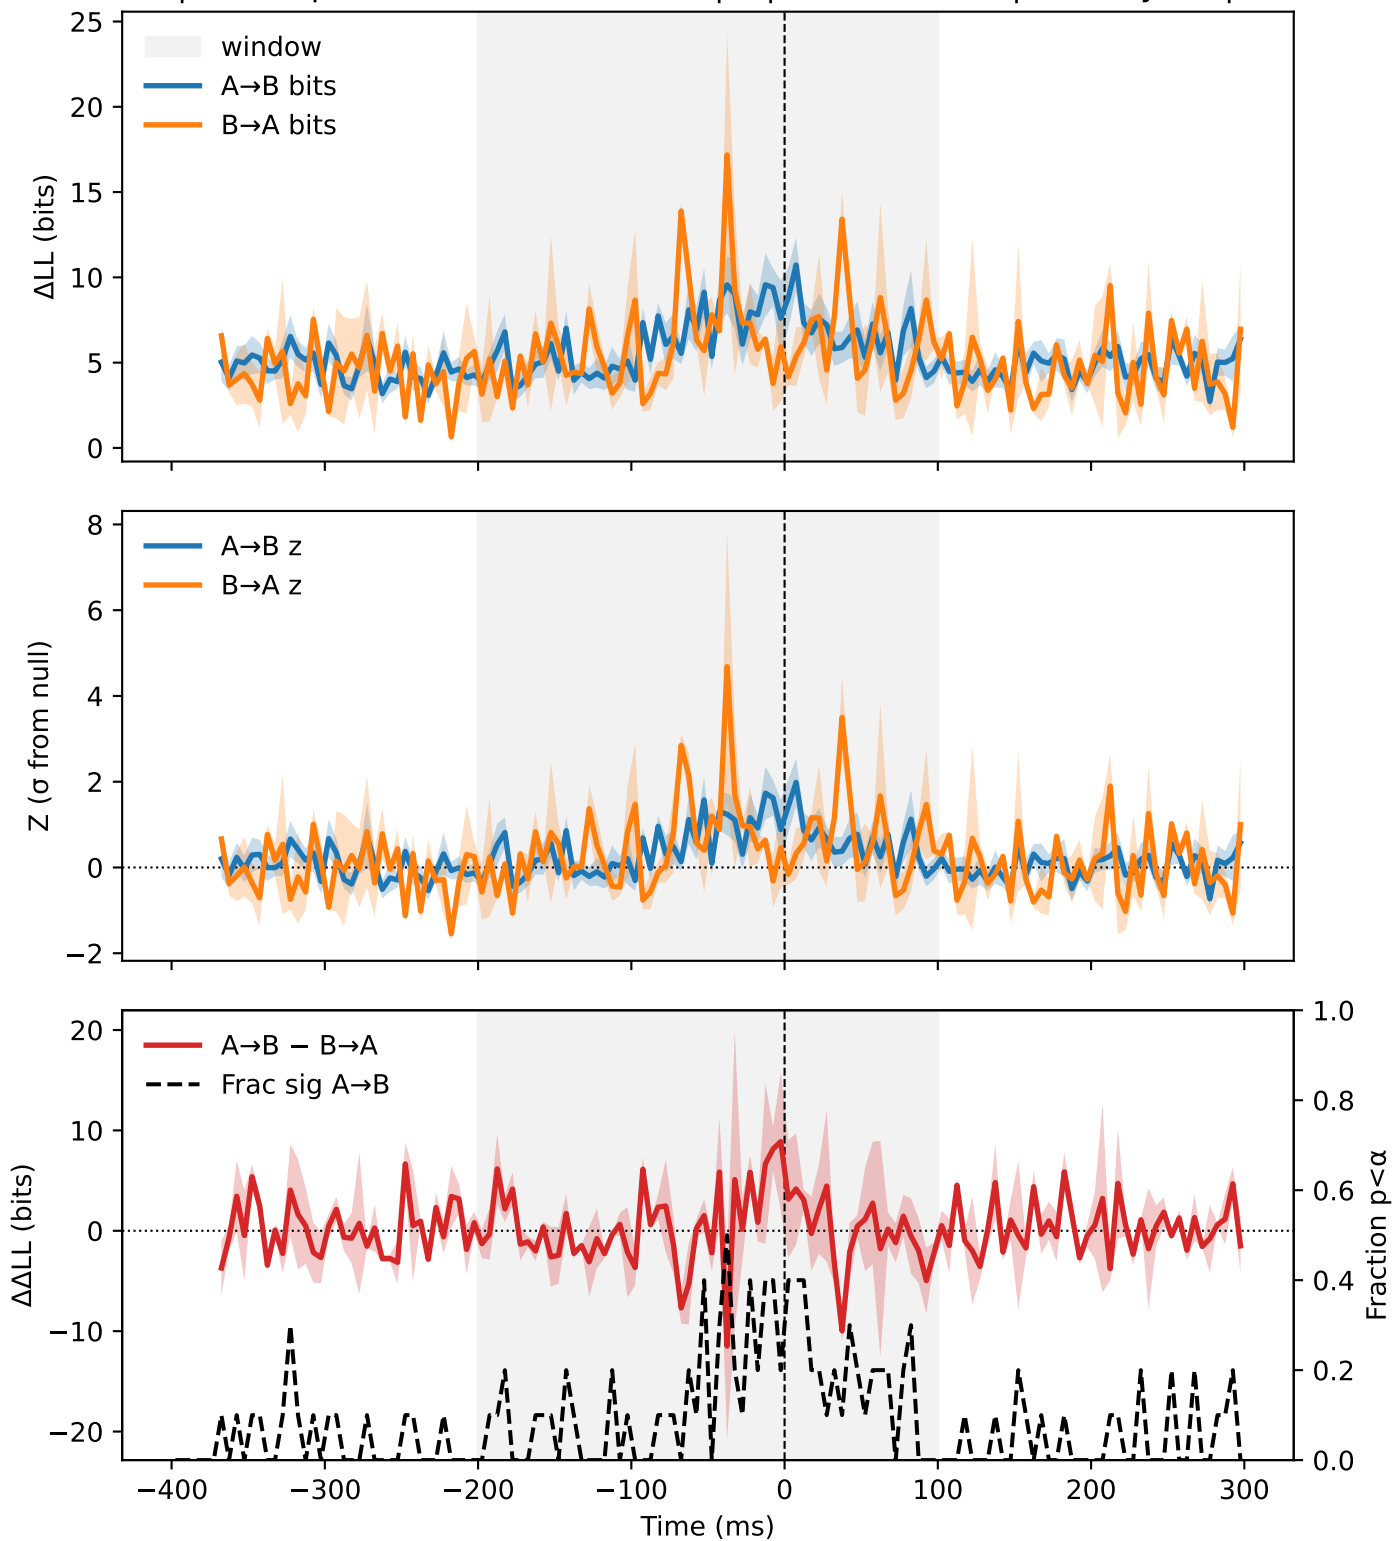 25
20
15
10
5
0
ΔLL (bits)
window
A→B bits
B→A bits
8
6
4
2
0
−2
Z (σ from null)
A→B z
B→A z
20
10
0
−10
−20
ΔΔLL (bits)
A→B − B→A
Frac sig A→B
1.0
0.8
0.6
0.4
0.2
0.0
Fraction p<α
−400 −300 −200 −100 0 100 200 300
Time (ms)